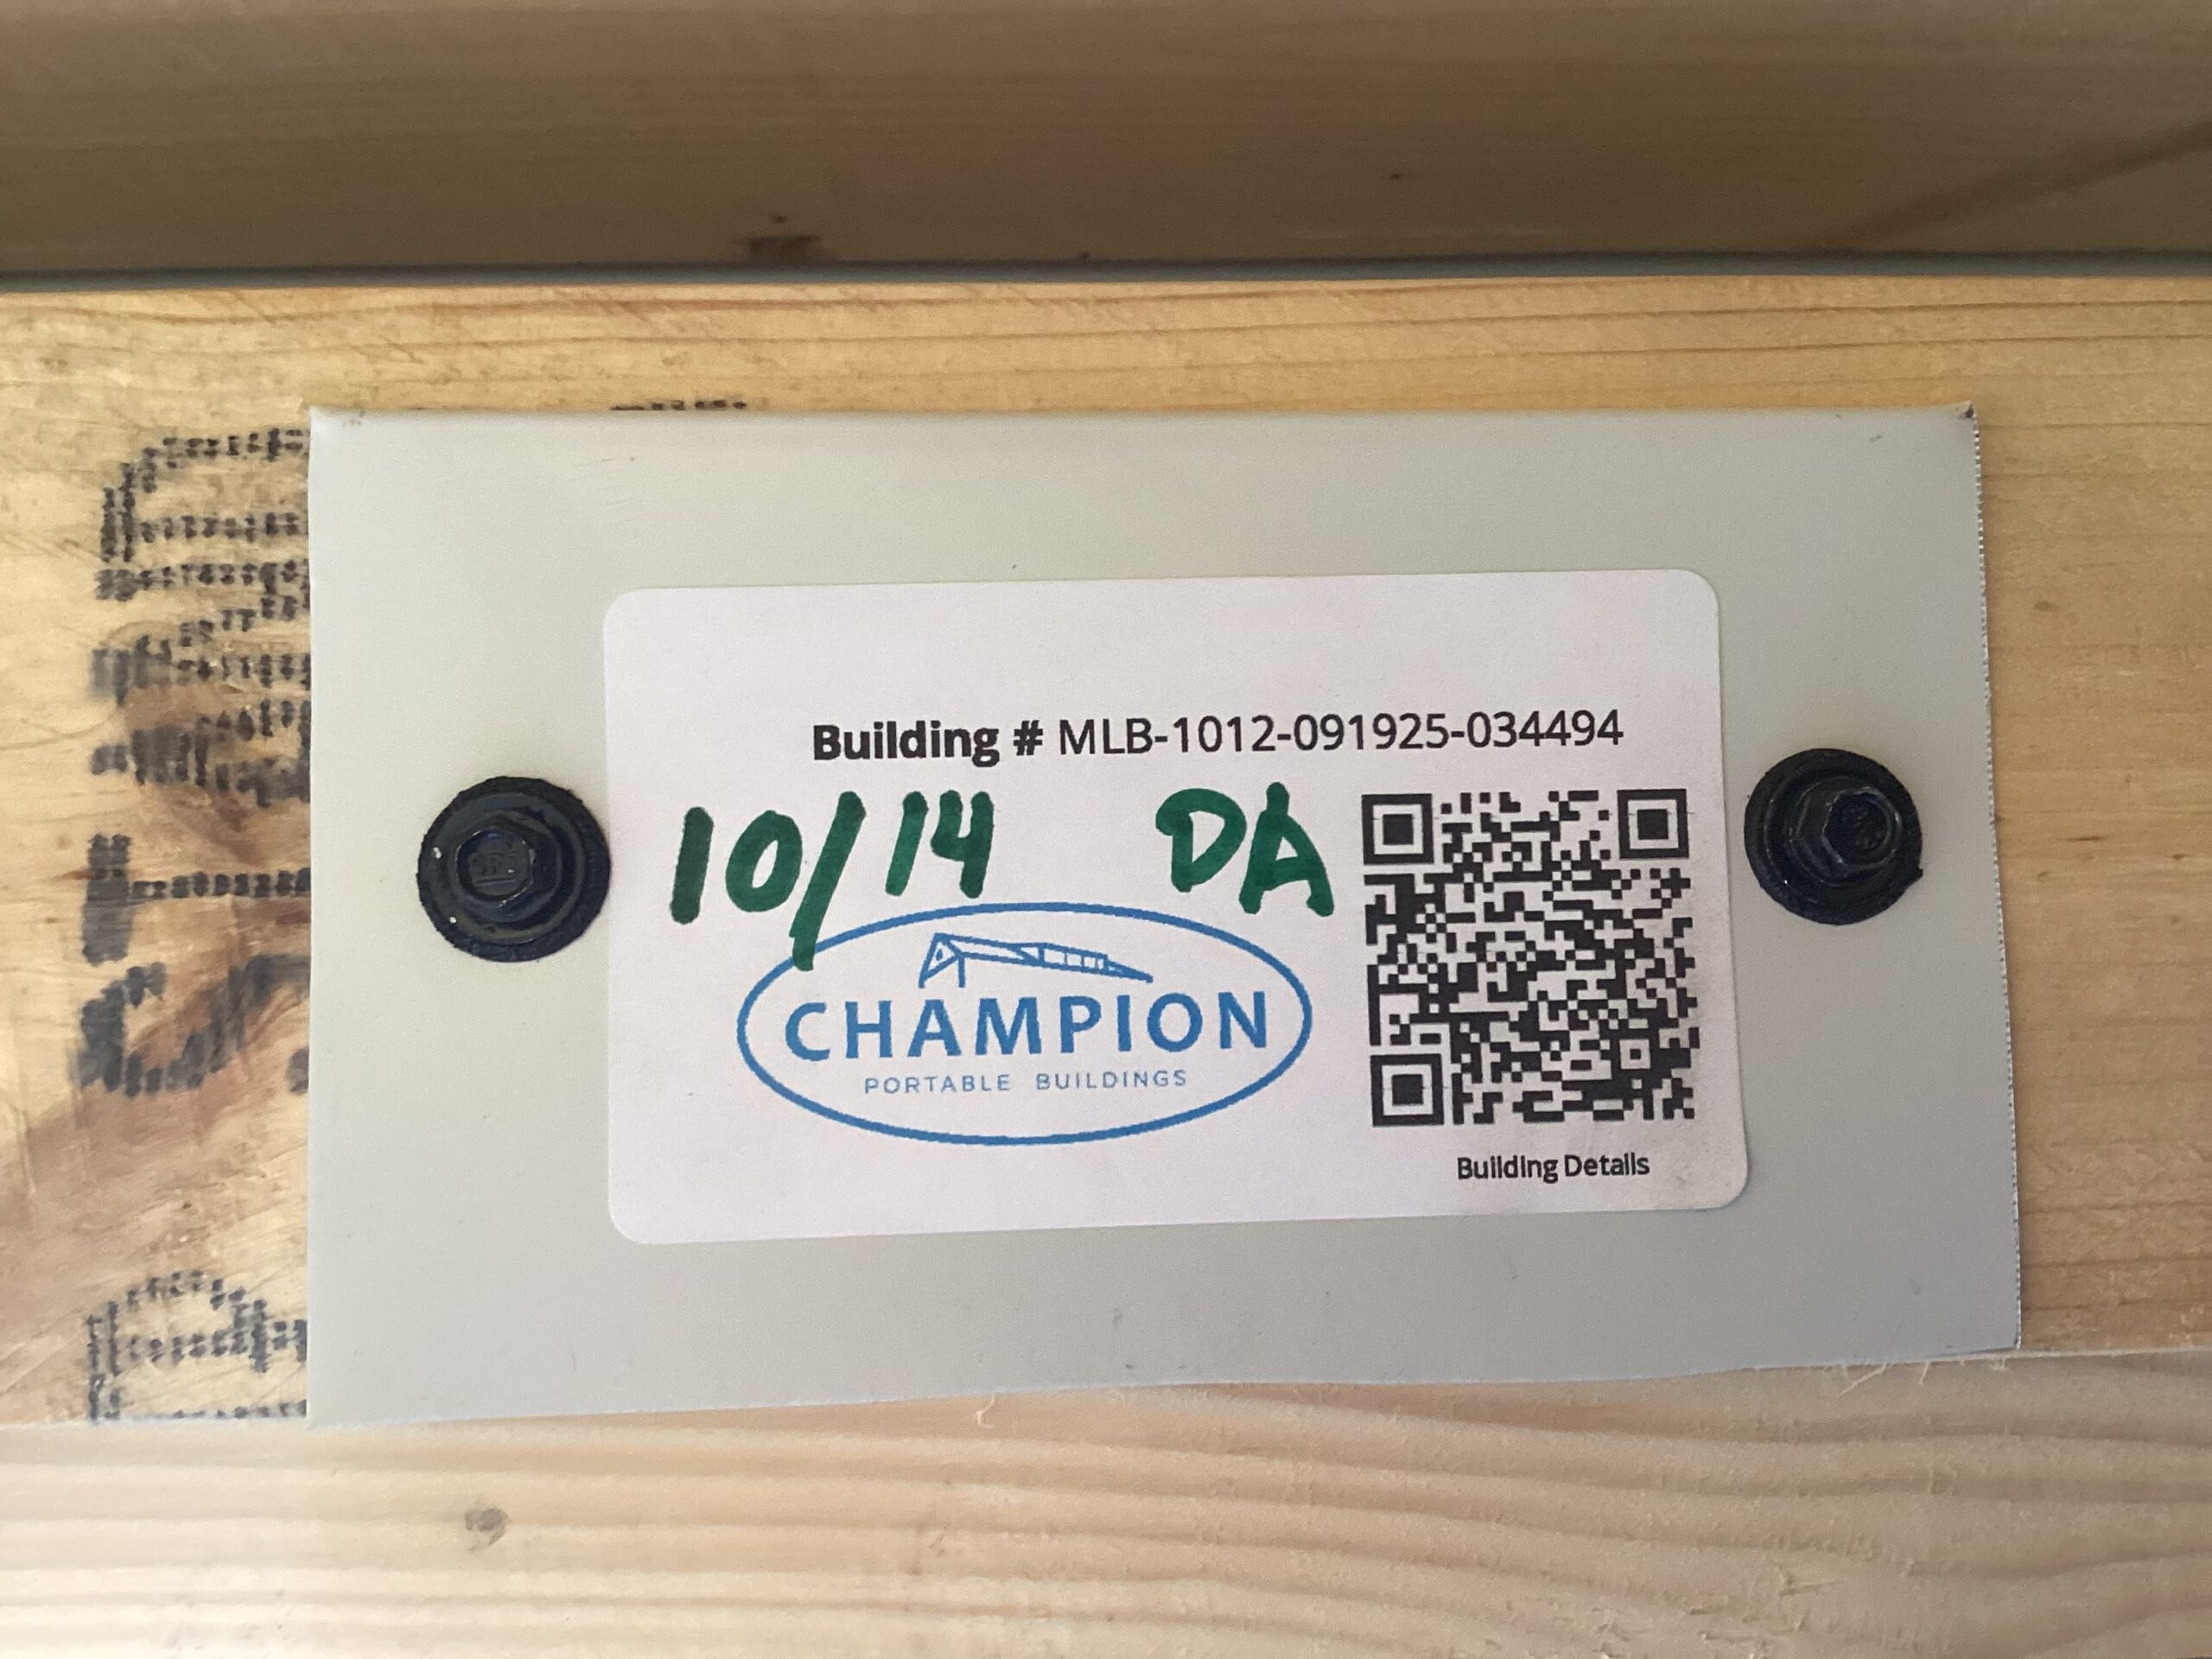 Building # MLB-1012-091925-034494
10/14 DA
CHAMPION
PORTABLE BUILDINGS
Building Details